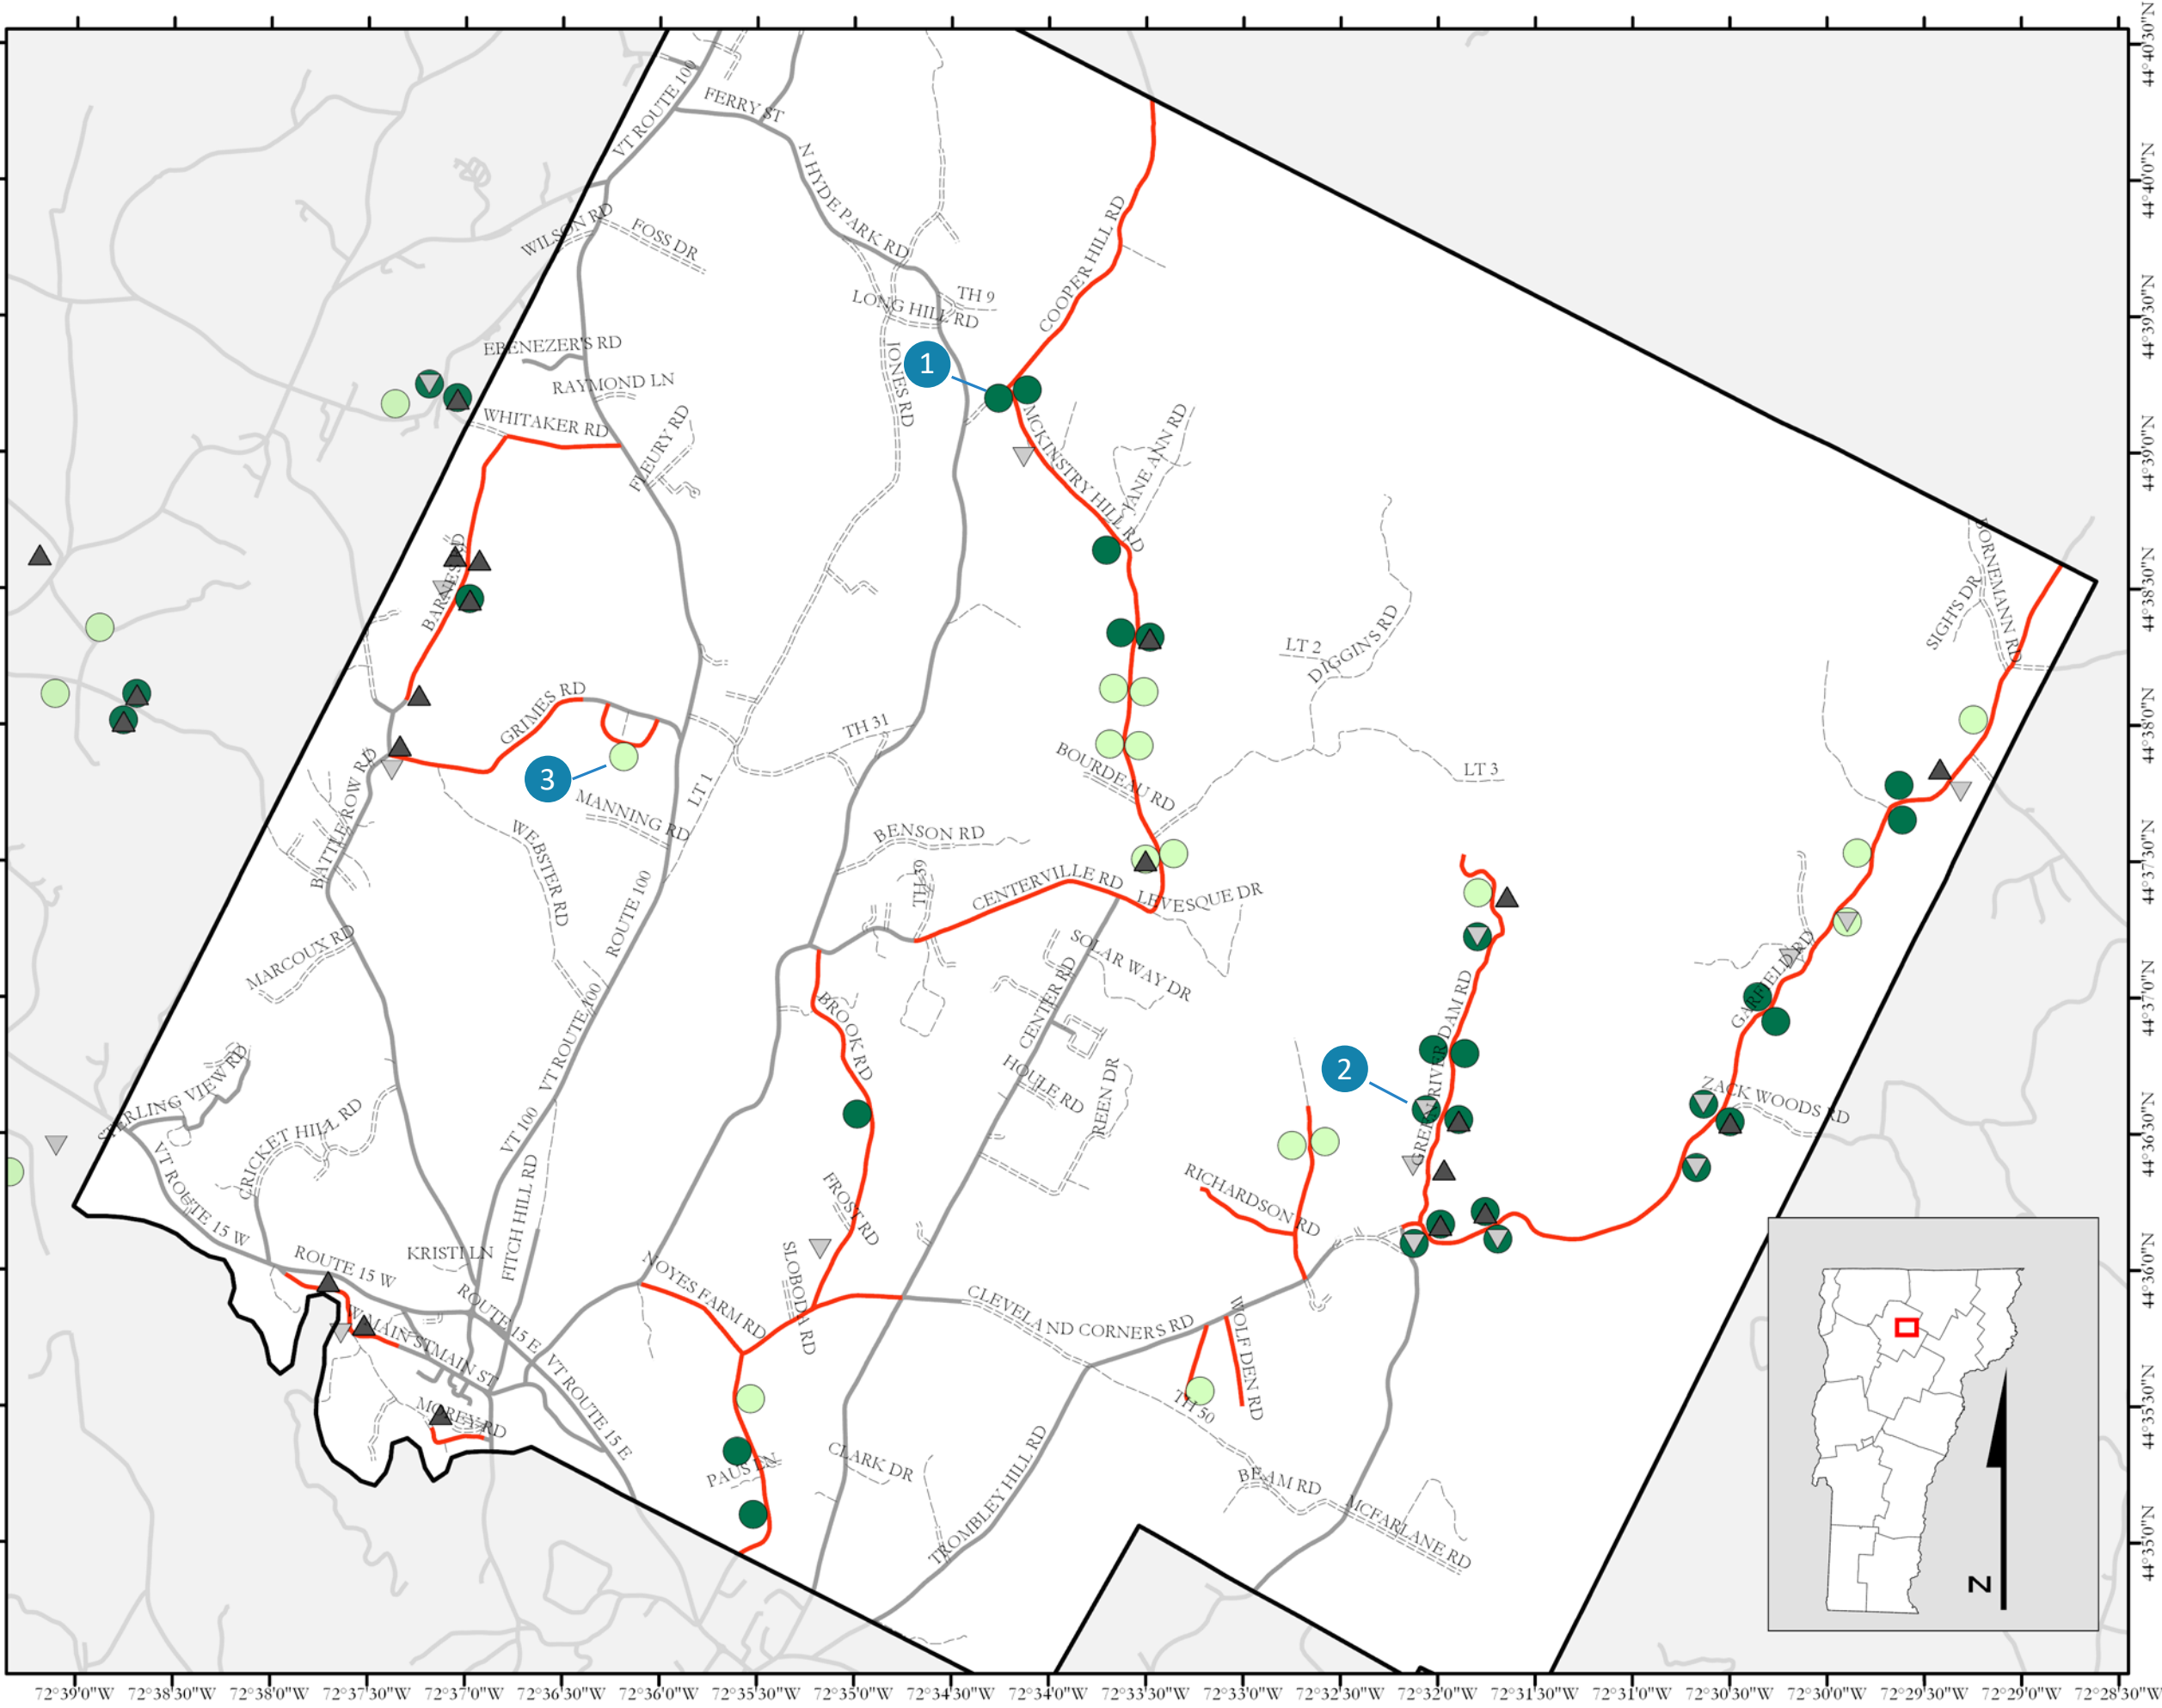 VT ROUTE 100
FERRY ST
N HYDE PARK RD
WILSON RD
FOSS DR
COOPER HILL RD
TH 9
LONG HILL RD
EBENEZER'S RD
JONES RD
1
RAYMOND LN
WHITAKER RD
FLEURY RD
MCKINSTRY HILL RD
JANE ANN RD
BARNES RD
BORNEMANN RD
SIGH'S DR
LT 2
DIGGIN'S RD
GRIMES RD
TH 31
BOURDEAU RD
LT 3
3
MANNING RD
LT 1
BATTLE ROW RD
WEBSTER RD
BENSON RD
TH 39
CENTERVILLE RD
LEVESQUE DR
ROUTE 100
MARCOUX RD
SOLAR WAY DR
CENTER RD
GARFIELD RD
BROOK RD
VT ROUTE 100
GREEN RIVER DAM RD
2
HOULE RD
REEN DR
ZACK WOODS RD
STERLING VIEW RD
CRICKET HILL RD
VT 100
VT ROUTE 15 W
FITCH HILL RD
FROST RD
RICHARDSON RD
KRISTI LN
ROUTE 15 W
SLOBODA RD
NOYES FARM RD
ROUTE 15 E
CLEVELAND CORNERS RD
WOLF DEN RD
W MAIN ST
MAIN ST
VT ROUTE 15 E
MOREY RD
TH 50
PAUS LN
CLARK DR
TROMBLEY HILL RD
BEAM RD
MCFARLANE RD
N
44°40'30"N
44°40'0"N
44°39'30"N
44°39'0"N
44°38'30"N
44°38'0"N
44°37'30"N
44°37'0"N
44°36'30"N
44°36'0"N
44°35'30"N
44°35'0"N
72°39'0"W
72°38'30"W
72°38'0"W
72°37'30"W
72°37'0"W
72°36'30"W
72°36'0"W
72°35'30"W
72°35'0"W
72°34'30"W
72°34'0"W
72°33'30"W
72°33'0"W
72°32'30"W
72°32'0"W
72°31'30"W
72°31'0"W
72°30'30"W
72°30'0"W
72°29'30"W
72°29'0"W
72°28'30"W